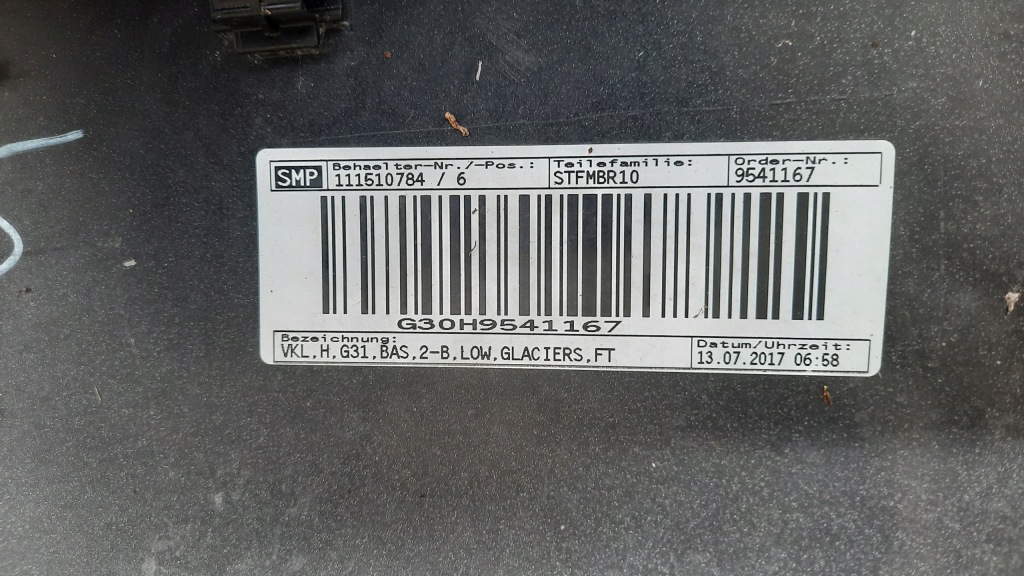 SMP
Behaelter-Nr./-Pos.: Teilefamilie: Order-Nr.:
111510784 / 6 STFMBR10 9541167
G30H9541167
Bezeichnung: Datum/Uhrzeit:
VKL,H,G31,BAS,2-B,LOW,GLACIERS,FT 13.07.2017 06:58